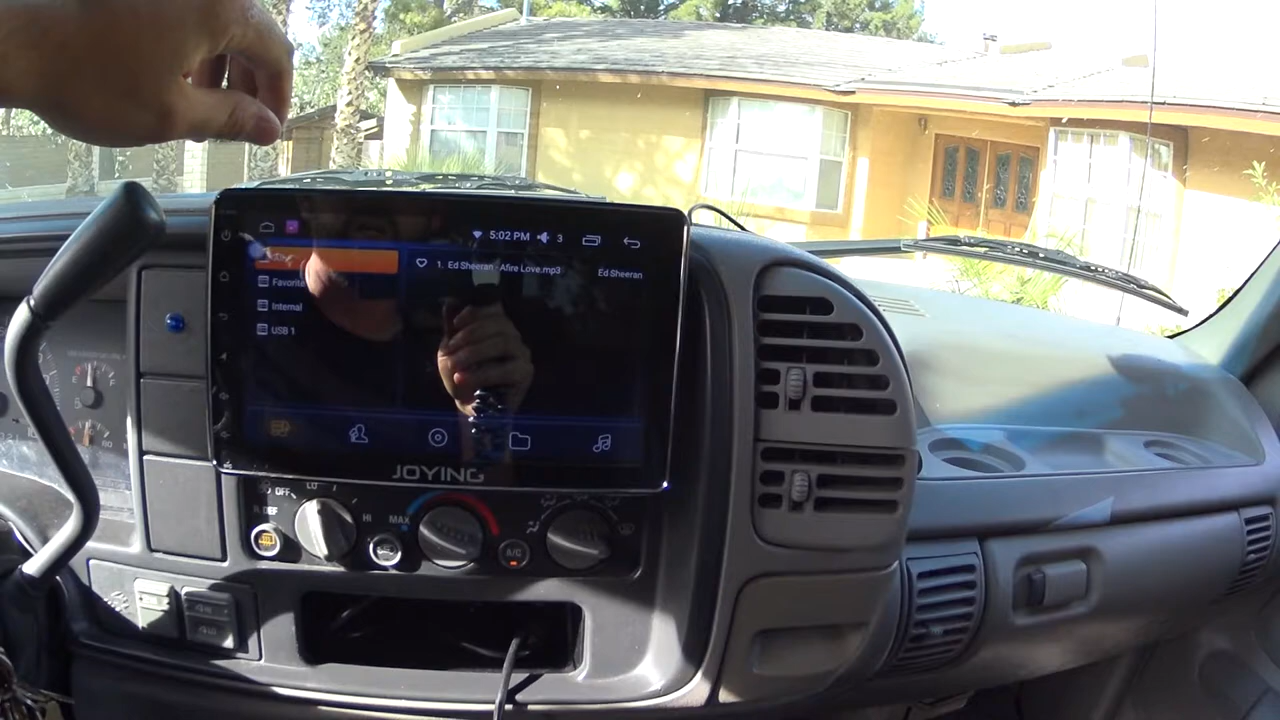 5:02 PM 3
1. Ed Sheeran - Afire Love.mp3 Ed Sheeran
Favorite
Internal
USB 1
JOYING
OFF LO HI
R.DEF
MAX
A/C
E F